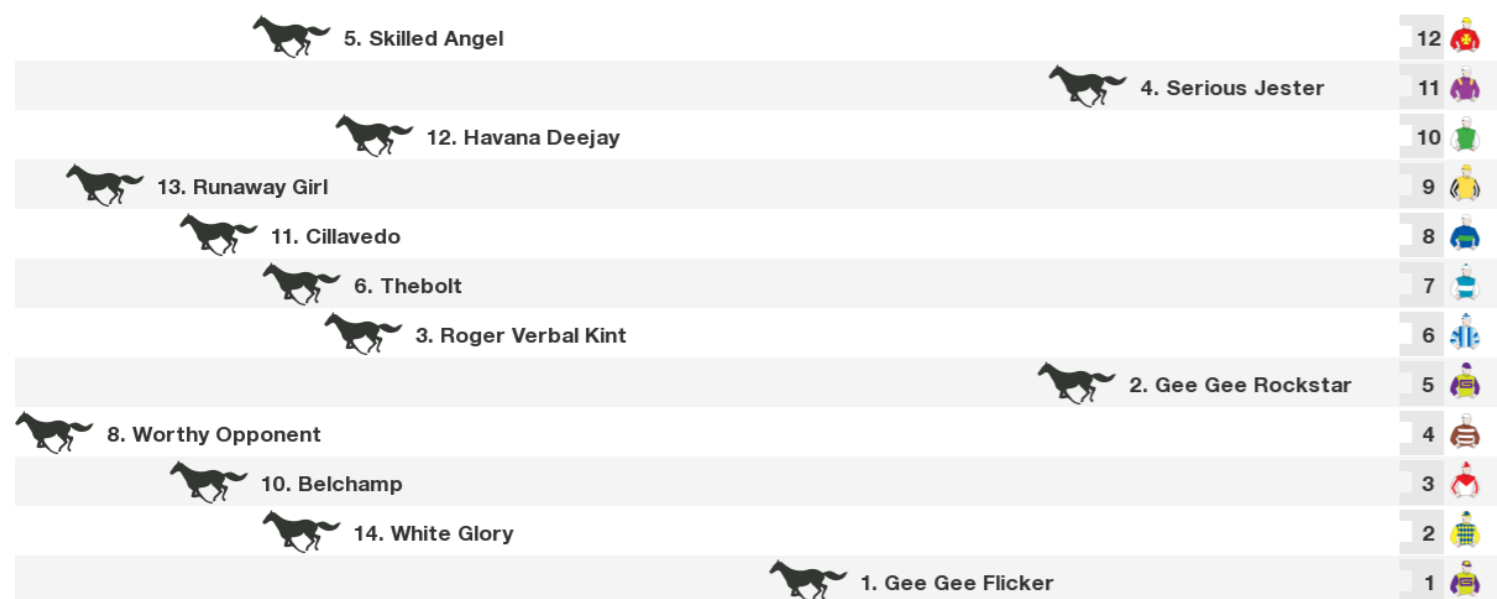 5. Skilled Angel 12
4. Serious Jester 11
12. Havana Deejay 10
13. Runaway Girl 9
11. Cillavedo 8
6. Thebolt 7
3. Roger Verbal Kint 6
2. Gee Gee Rockstar 5
8. Worthy Opponent 4
10. Belchamp 3
14. White Glory 2
1. Gee Gee Flicker 1